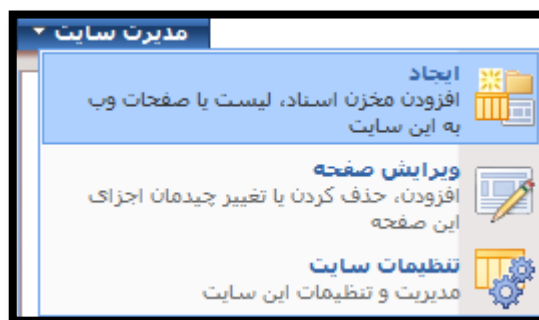 مدیرت سایت
ایجاد
افزودن مخزن اسناد، لیست یا صفحات وب
به این سایت
ویرایش صفحه
افزودن، حذف کردن یا تغییر چیدمان اجزای
این صفحه
تنظیمات سایت
مدیریت و تنظیمات این سایت